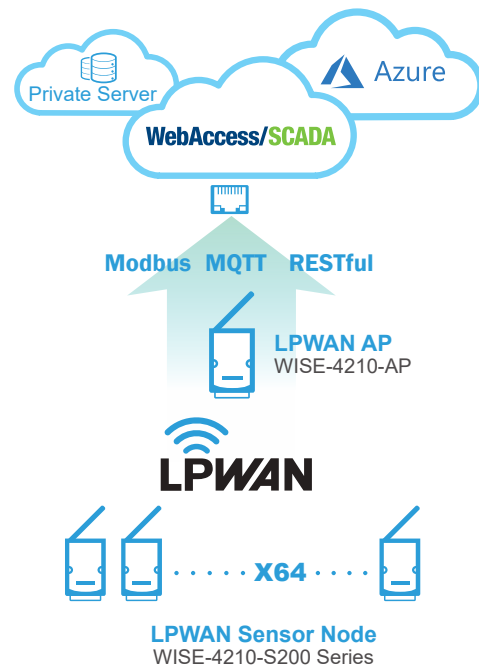 Private Server
Azure
WebAccess/SCADA
Modbus MQTT RESTful
LPWAN AP
WISE-4210-AP
LPWAN
X64
LPWAN Sensor Node
WISE-4210-S200 Series